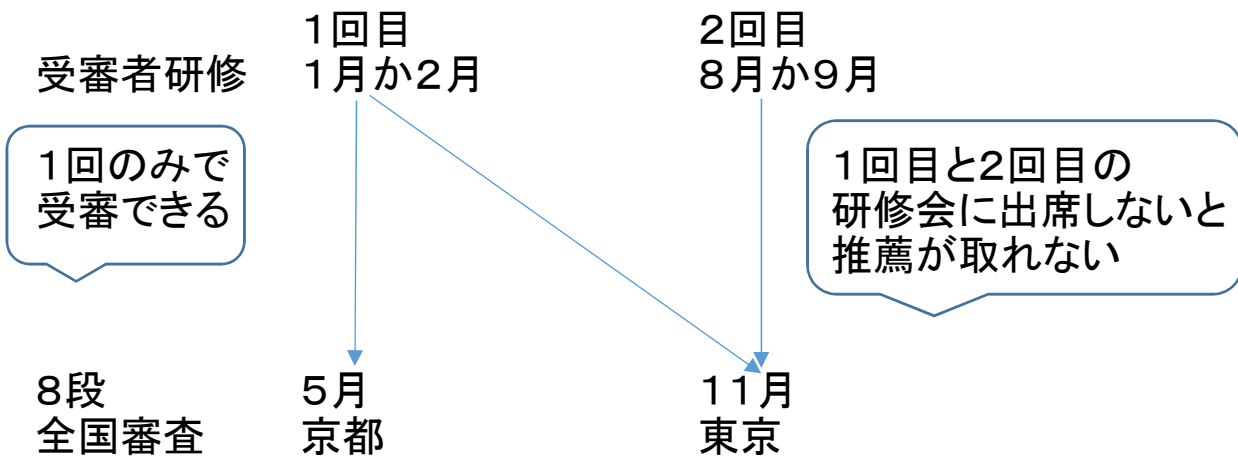 1回目
2回目
受審者研修
1月か2月
8月か9月
1回のみで
受審できる
1回目と2回目の
研修会に出席しないと
推薦が取れない
8段
5月
11月
全国審査
京都
東京